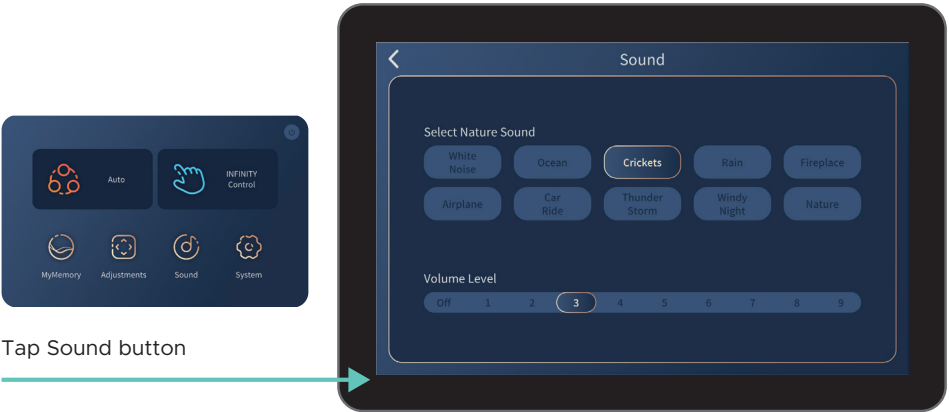 Auto
INFINITY
Control
MyMemory Adjustments Sound System
Tap Sound button
Sound
Select Nature Sound
White
Noise
Ocean
Crickets
Rain
Fireplace
Airplane
Car
Ride
Thunder
Storm
Windy
Night
Nature
Volume Level
Off 1 2 3 4 5 6 7 8 9